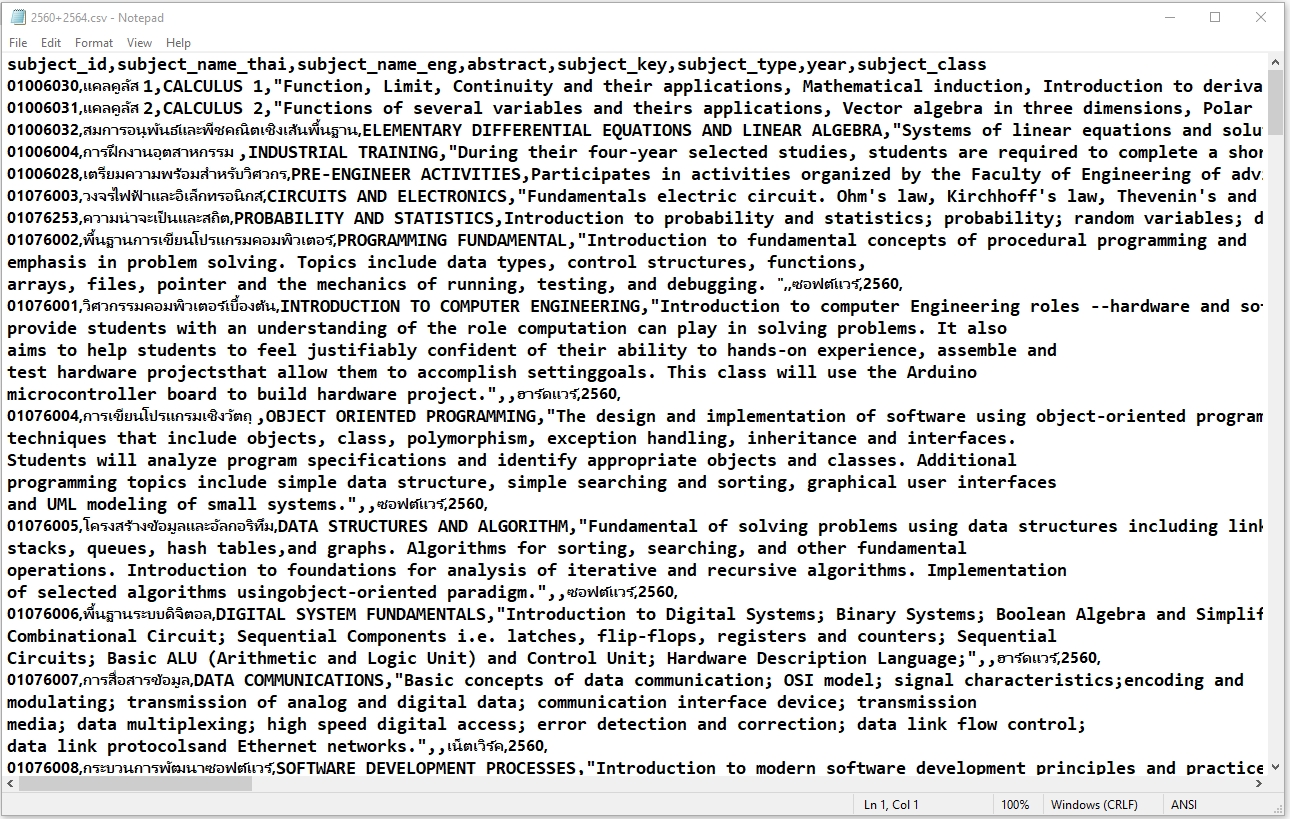 2560+2564.csv - Notepad
File Edit Format View Help
subject_id,subject_name_thai,subject_name_eng,abstract,subject_key,subject_type,year,subject_class
01006030,แคลคูลัส 1,CALCULUS 1,"Function, Limit, Continuity and their applications, Mathematical induction, Introduction to deriva
01006031,แคลคูลัส 2,CALCULUS 2,"Functions of several variables and theirs applications, Vector algebra in three dimensions, Polar
01006032,สมการอนุพันธ์และพีชคณิตเชิงเส้นพื้นฐาน,ELEMENTARY DIFFERENTIAL EQUATIONS AND LINEAR ALGEBRA,"Systems of linear equations and solu
01006004,การฝึกงานอุตสาหกรรม ,INDUSTRIAL TRAINING,"During their four-year selected studies, students are required to complete a shor
01006028,เตรียมความพร้อมสำหรับวิศวกร,PRE-ENGINEER ACTIVITIES,Participates in activities organized by the Faculty of Engineering of adv
01076003,วงจรไฟฟ้าและอิเล็กทรอนิกส์,CIRCUITS AND ELECTRONICS,"Fundamentals electric circuit. Ohm's law, Kirchhoff's law, Thevenin's and
01076253,ความน่าจะเป็นและสถิต,PROBABILITY AND STATISTICS,Introduction to probability and statistics; probability; random variables; d
01076002,พื้นฐานการเขียนโปรแกรมคอมพิวเตอร์,PROGRAMMING FUNDAMENTAL,"Introduction to fundamental concepts of procedural programming and
emphasis in problem solving. Topics include data types, control structures, functions,
arrays, files, pointer and the mechanics of running, testing, and debugging. ",,ซอฟต์แวร์,2560,
01076001,วิศวกรรมคอมพิวเตอร์เบื้องต้น,INTRODUCTION TO COMPUTER ENGINEERING,"Introduction to computer Engineering roles --hardware and so
provide students with an understanding of the role computation can play in solving problems. It also
aims to help students to feel justifiably confident of their ability to hands-on experience, assemble and
test hardware projectsthat allow them to accomplish settinggoals. This class will use the Arduino
microcontroller board to build hardware project.",,ฮาร์ดแวร์,2560,
01076004,การเขียนโปรแกรมเชิงวัตถุ ,OBJECT ORIENTED PROGRAMMING,"The design and implementation of software using object-oriented program
techniques that include objects, class, polymorphism, exception handling, inheritance and interfaces.
Students will analyze program specifications and identify appropriate objects and classes. Additional
programming topics include simple data structure, simple searching and sorting, graphical user interfaces
and UML modeling of small systems.",,ซอฟต์แวร์,2560,
01076005,โครงสร้างข้อมูลและอัลกอริทึม,DATA STRUCTURES AND ALGORITHM,"Fundamental of solving problems using data structures including link
stacks, queues, hash tables,and graphs. Algorithms for sorting, searching, and other fundamental
operations. Introduction to foundations for analysis of iterative and recursive algorithms. Implementation
of selected algorithms usingobject-oriented paradigm.",,ซอฟต์แวร์,2560,
01076006,พื้นฐานระบบดิจิตอล,DIGITAL SYSTEM FUNDAMENTALS,"Introduction to Digital Systems; Binary Systems; Boolean Algebra and Simplif
Combinational Circuit; Sequential Components i.e. latches, flip-flops, registers and counters; Sequential
Circuits; Basic ALU (Arithmetic and Logic Unit) and Control Unit; Hardware Description Language;",,ฮาร์ดแวร์,2560,
01076007,การสื่อสารข้อมูล,DATA COMMUNICATIONS,"Basic concepts of data communication; OSI model; signal characteristics;encoding and
modulating; transmission of analog and digital data; communication interface device; transmission
media; data multiplexing; high speed digital access; error detection and correction; data link flow control;
data link protocolsand Ethernet networks.",,เน็ตเวิร์ค,2560,
01076008,กระบวนการพัฒนาซอฟต์แวร์,SOFTWARE DEVELOPMENT PROCESSES,"Introduction to modern software development principles and practice
Ln 1, Col 1 100% Windows (CRLF) ANSI